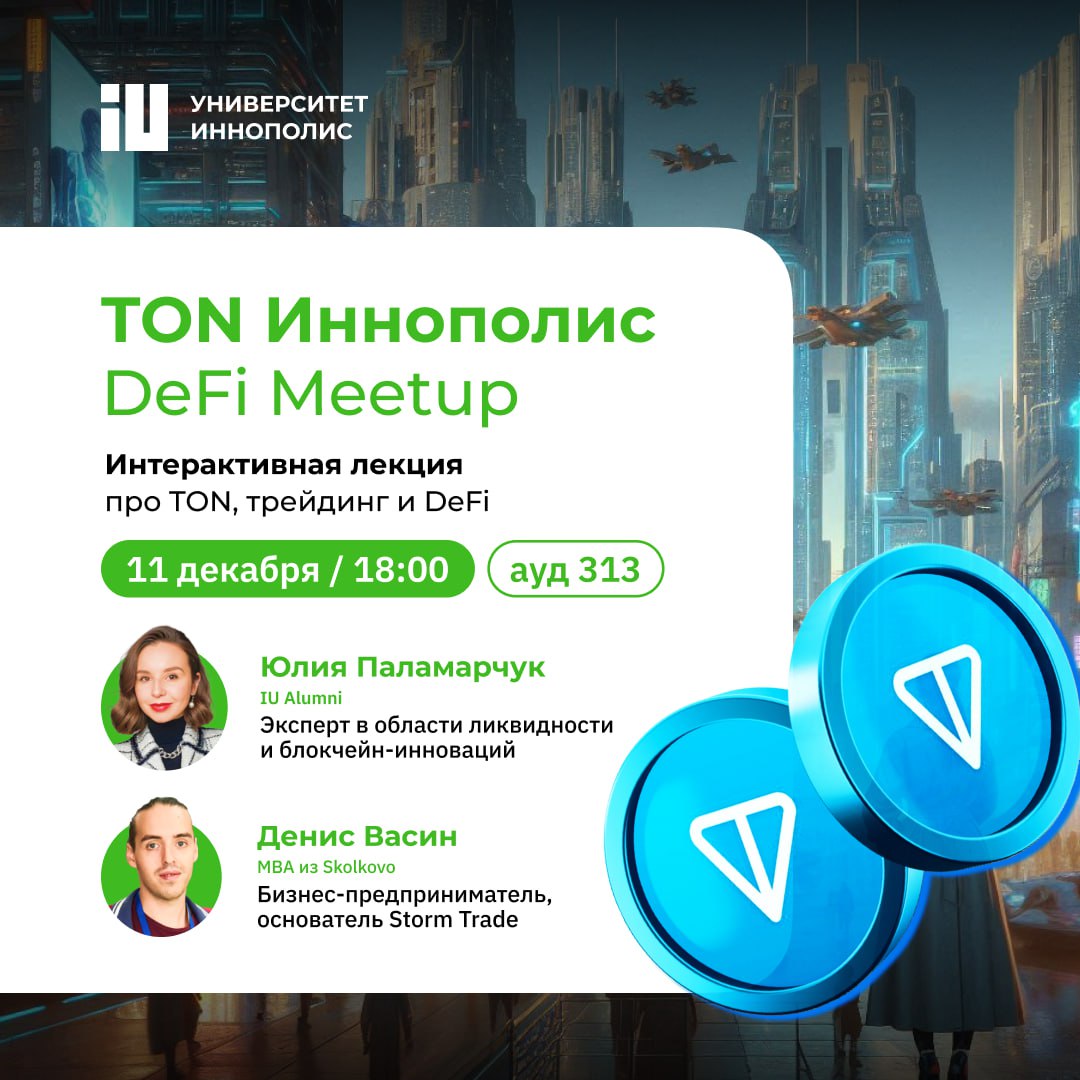 УНИВЕРСИТЕТ
ИННОПОЛИС
TON Иннополис
DeFi Meetup
Интерактивная лекция
про TON, трейдинг и DeFi
11 декабря / 18:00
ауд 313
Юлия Паламарчук
IU Alumni
Эксперт в области ликвидности
и блокчейн-инноваций
Денис Васин
MBA из Skolkovo
Бизнес-предприниматель,
основатель Storm Trade